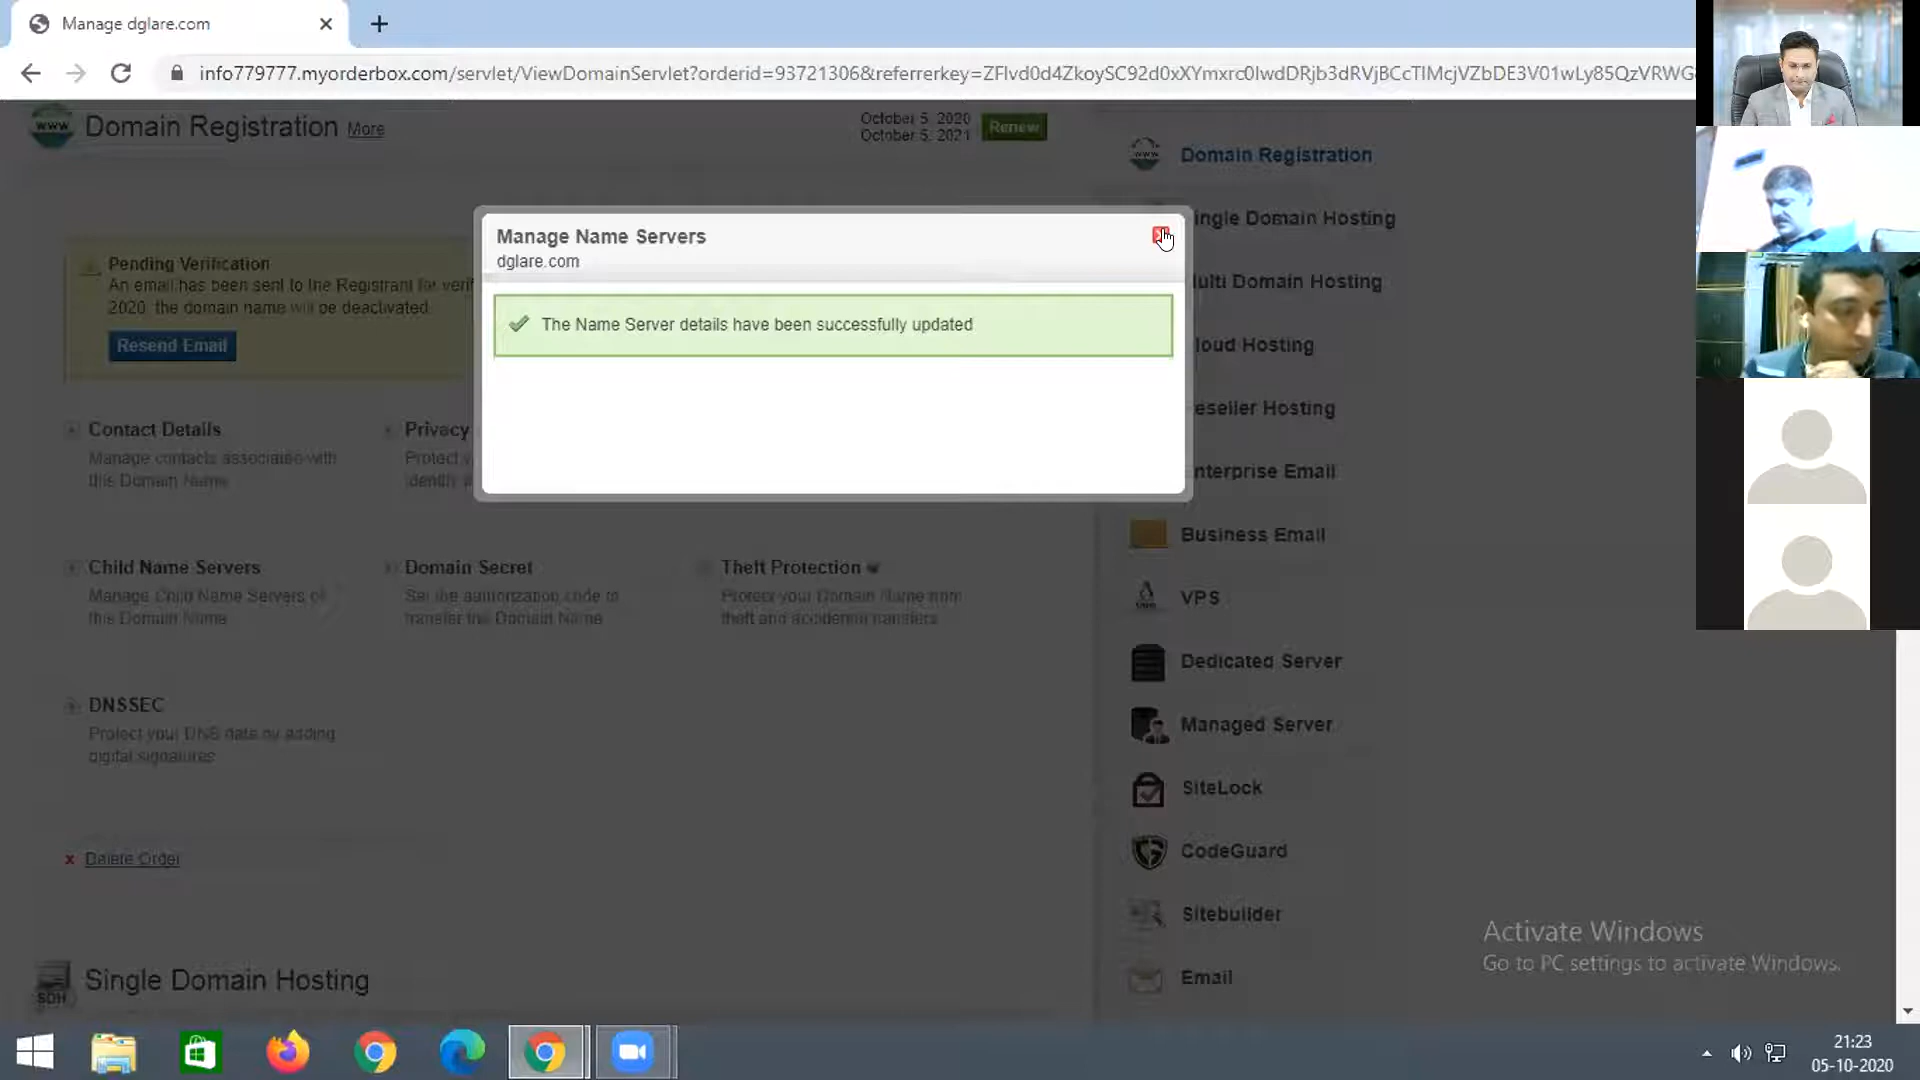 Manage dglare.com
info779777.myorderbox.com/servlet/ViewDomainServlet?orderid=93721306&referrerkey=
Domain Registration More
October 5, 2020
October 5, 2021
Renew
Pending Verification
An email has been sent to the Registrant for verif
2020, the domain name will be deactivated.
Resend Email
Manage Name Servers
dglare.com
The Name Server details have been successfully updated
Contact Details
Manage contacts associated with
this Domain Name
Privacy
Protect
Child Name Servers
Manage Child Name Servers of
this Domain Name
Domain Secret
Set the authorization code to
transfer this Domain Name
Theft Protection
Protect your Domain Name from
theft and accidental transfers
DNSSEC
Protect your DNS data by adding
digital signatures
x Delete Order
Single Domain Hosting
Domain Registration
ingle Domain Hosting
ulti Domain Hosting
loud Hosting
eseller Hosting
nterprise Email
Business Email
VPS
Dedicated Server
Managed Server
SiteLock
CodeGuard
Sitebuilder
Email
Activate Windows
Go to PC settings to activate Windows.
21:23
05-10-2020